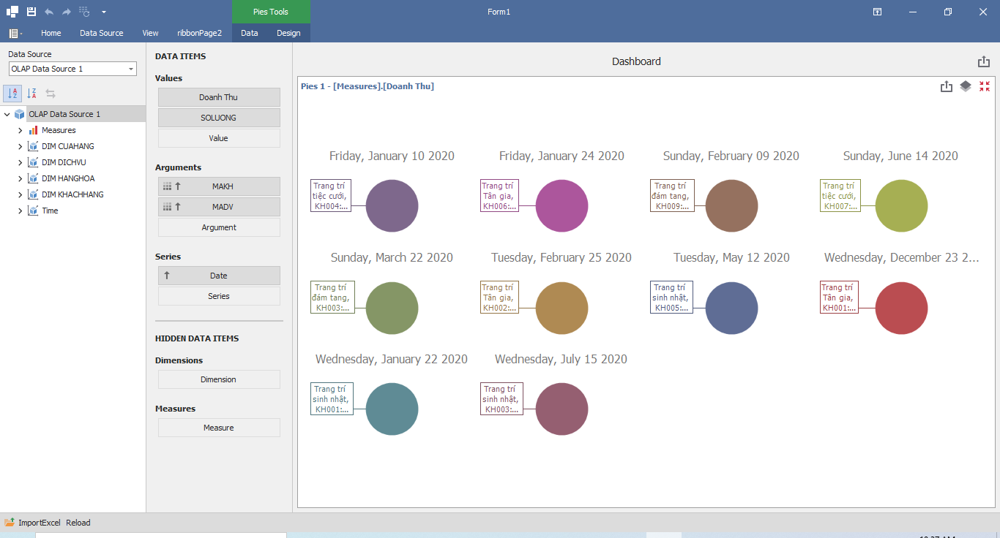 Pies Tools
Form1
Home
Data Source
View
ribbonPage2
Data
Design
Data Source
OLAP Data Source 1
OLAP Data Source 1
Measures
DIM CUAHANG
DIM DICHVU
DIM HANGHOA
DIM KHACHHANG
Time
DATA ITEMS
Values
Doanh Thu
SOLUONG
Value
Arguments
MAKH
MADV
Argument
Series
Date
Series
HIDDEN DATA ITEMS
Dimensions
Dimension
Measures
Measure
Dashboard
Pies 1 - [Measures].[Doanh Thu]
Friday, January 10 2020
Trang trí
tiệc cưới,
KH004:...
Friday, January 24 2020
Trang trí
Tân gia,
KH006:...
Sunday, February 09 2020
Trang trí
đám tang,
KH009:...
Sunday, June 14 2020
Trang trí
tiệc cưới,
KH007:...
Sunday, March 22 2020
Trang trí
đám tang,
KH003:...
Tuesday, February 25 2020
Trang trí
Tân gia,
KH002:...
Tuesday, May 12 2020
Trang trí
sinh nhật,
KH005:...
Wednesday, December 23 2...
Trang trí
Tân gia,
KH001:...
Wednesday, January 22 2020
Trang trí
sinh nhật,
KH001:...
Wednesday, July 15 2020
Trang trí
sinh nhật,
KH003:...
ImportExcel
Reload